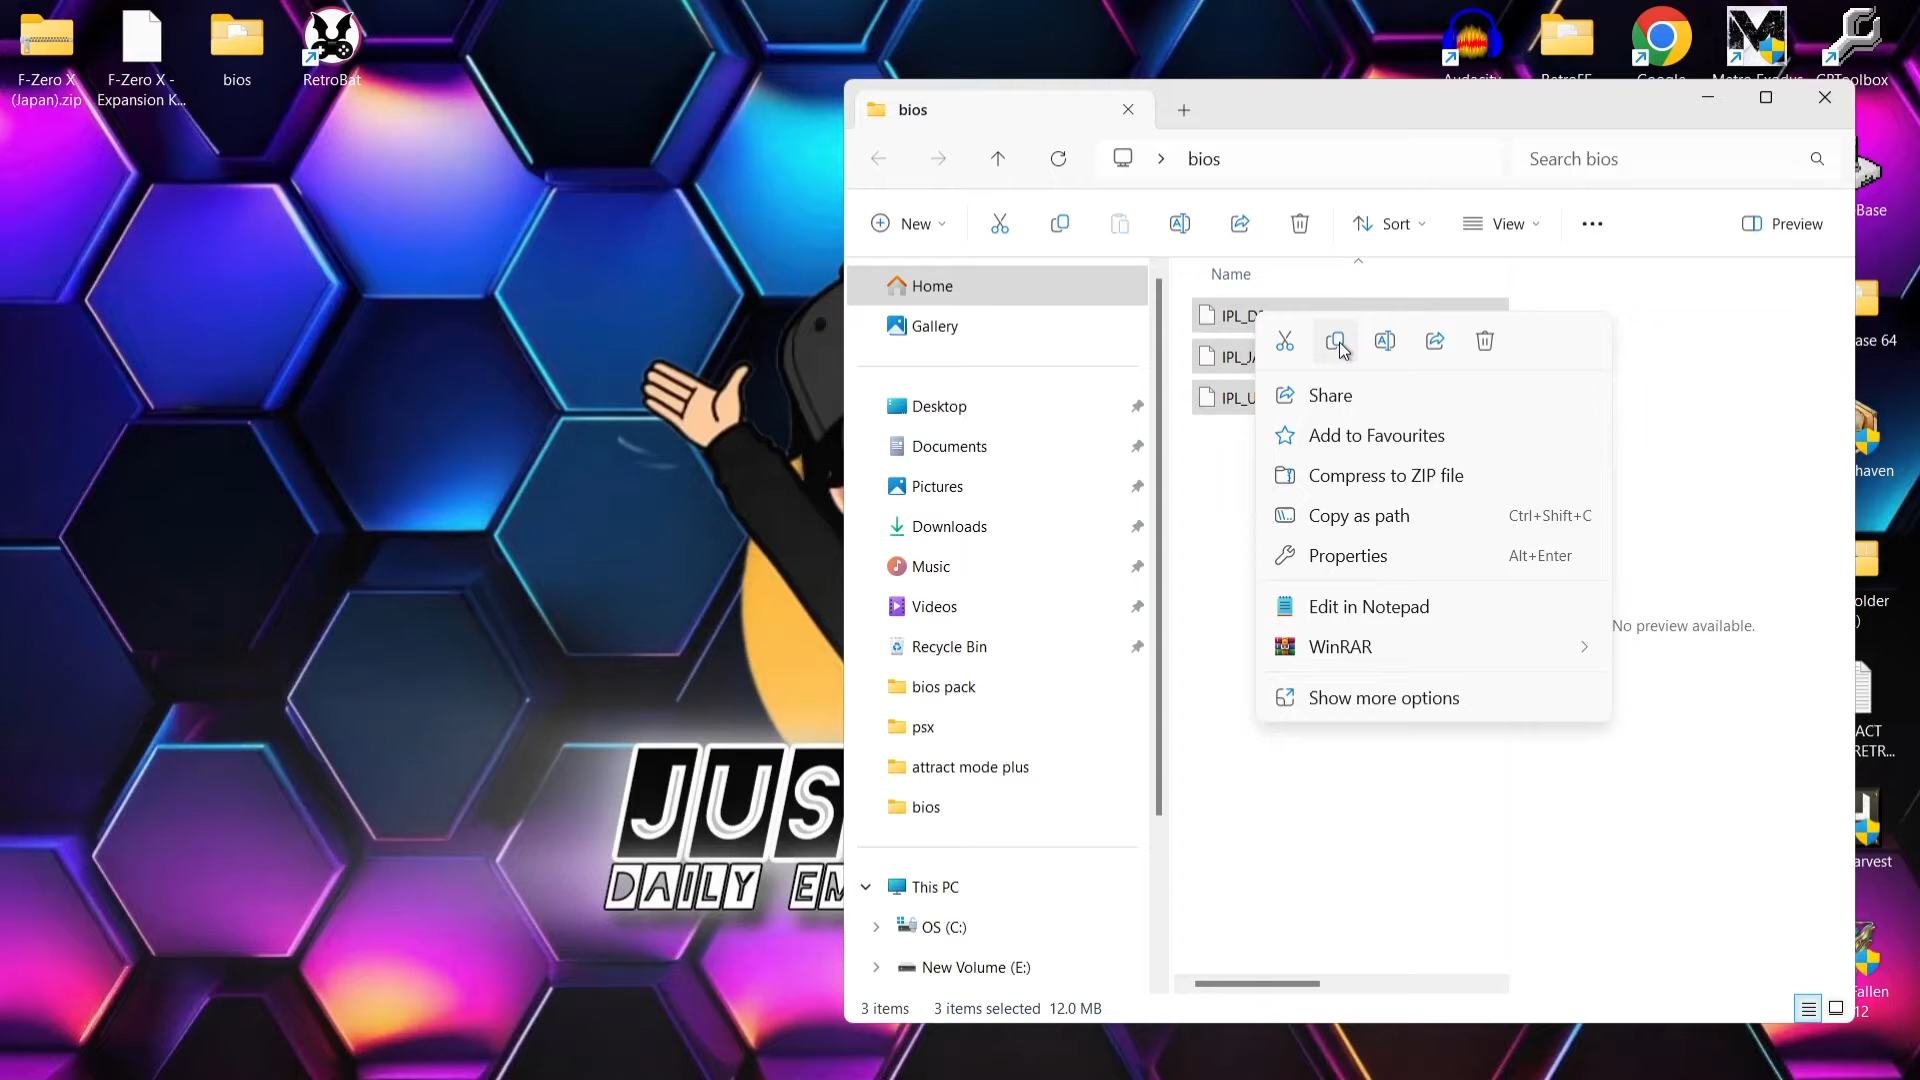 F-Zero X
(Japan).zip
F-Zero X -
Expansion K...
bios
RetroBat
Audacity
RetroFE
Google
Metro Exodus
GPToolbox
bios
bios
Search bios
New
Sort
View
Preview
Base
Name
Home
Gallery
IPL_D
IPL_JA
IPL_U
Share
Add to Favourites
Compress to ZIP file
Copy as path
Ctrl+Shift+C
Properties
Alt+Enter
Edit in Notepad
WinRAR
Show more options
Desktop
Documents
Pictures
Downloads
Music
Videos
Recycle Bin
bios pack
psx
attract mode plus
bios
This PC
OS (C:)
New Volume (E:)
No preview available.
ase 64
haven
older
)
ACT
RETR...
arvest
Fallen
12
JUS
DAILY EM
3 items
3 items selected 12.0 MB